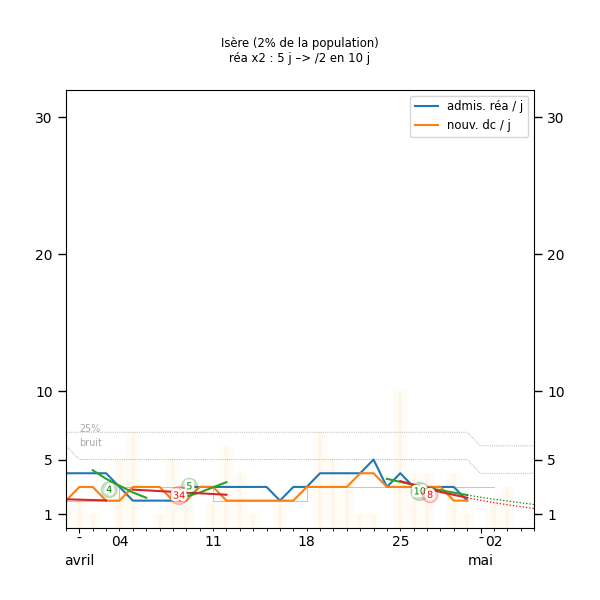 Isère (2% de la population)
réa x2 : 5 j –> /2 en 10 j
admis. réa / j
nouv. dc / j
30 30
20 20
10 10
25%
bruit
5 5
4 34 5 10 8
1 1
- 04 11 18 25 - 02
avril mai